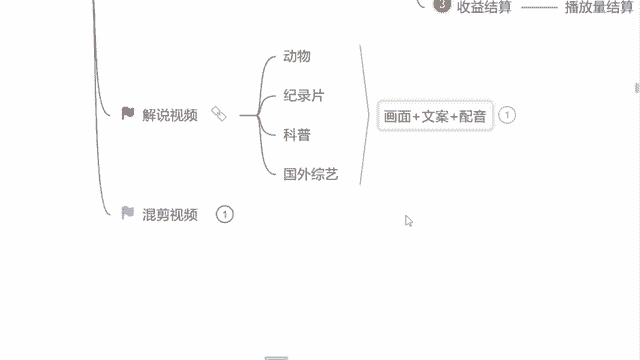 3 收益结算 播放量结算
动物
纪录片
解说视频
画面+文案+配音 1
科普
国外综艺
混剪视频 1